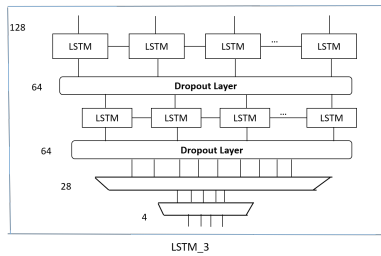 128
LSTM LSTM LSTM ... LSTM
64 Dropout Layer
LSTM LSTM LSTM ... LSTM
64 Dropout Layer
28
4
LSTM_3